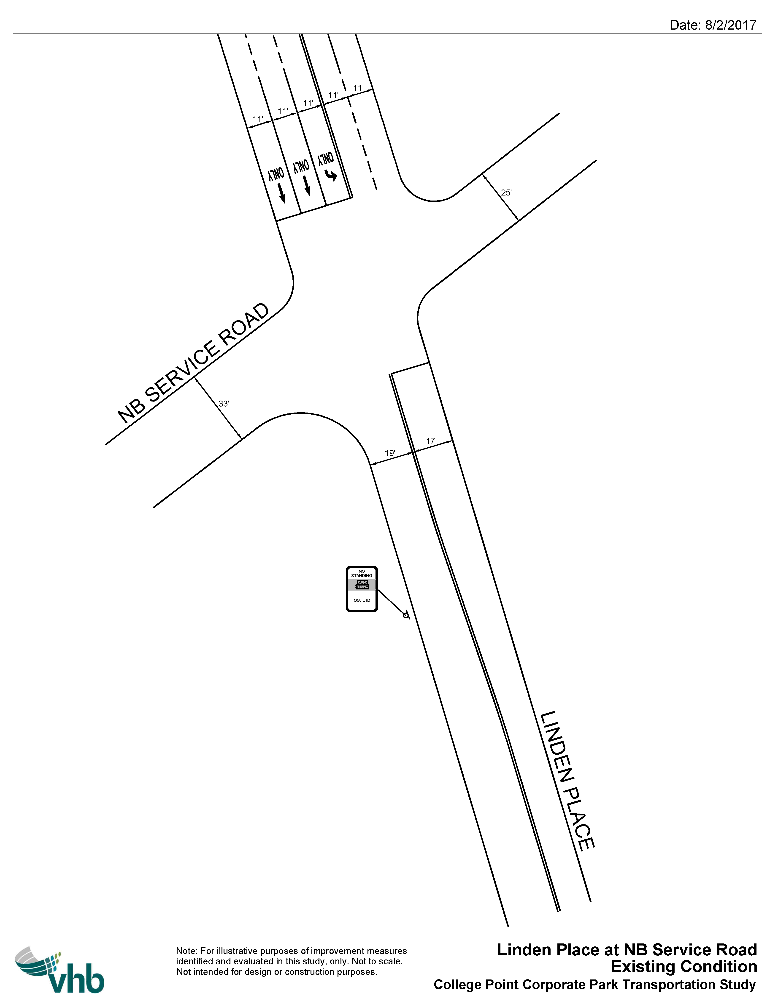 Date: 8/2/2017
11'
11'
11'
11'
11'
ONLY
ONLY
ONLY
25'
NB SERVICE ROAD
33'
17'
NO
STANDING
LINDEN PLACE
vhb
Note: For illustrative purposes of improvement measures
identified and evaluated in this study, only. Not to scale.
Not intended for design or construction purposes.
Linden Place at NB Service Road
Existing Condition
College Point Corporate Park Transportation Study